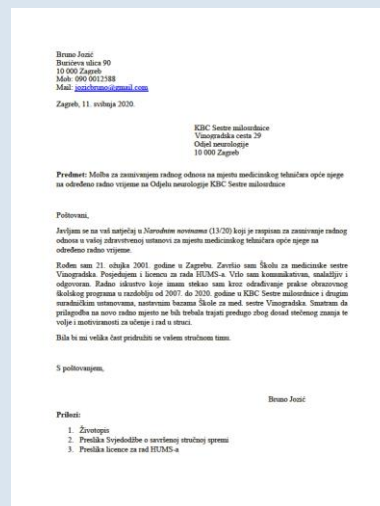 Bruno Jozić
Burićeva ulica 90
10 000 Zagreb
Mob: 090 0012588
Mail: jozicbruno@gmail.com
Zagreb, 11. svibnja 2020.
KBC Sestre milosrdnice
Vinogradska cesta 29
Odjel neurologije
10 000 Zagreb
Predmet: Molba za zasnivanjem radnog odnosa na mjestu medicinskog tehničara opće njege
na određeno radno vrijeme na Odjelu neurologije KBC Sestre milosrdnice
Poštovani,
Javljam se na vaš natječaj u Narodnim novinama (13/20) koji je raspisan za zasnivanje radnog
odnosa u vašoj zdravstvenoj ustanovi za mjestu medicinskog tehničara opće njege na
određeno radno vrijeme.
Rođen sam 21. ožujka 2001. godine u Zagrebu. Završio sam Školu za medicinske sestre
Vinogradska. Posjedujem i licencu za rad HUMS-a. Vrlo sam komunikativan, snalažljiv i
odgovoran. Radno iskustvo koje imam stekao sam kroz odrađivanje prakse obrazovnog
školskog programa u razdoblju od 2007. do 2020. godine u KBC Sestre milosrdnice i drugim
suradničkim ustanovama, nastavnim bazama Škole za med. sestre Vinogradska. Smatram da
prilagodba na novo radno mjesto ne bih trebala trajati predugo zbog dosad stečenog znanja te
volje i motiviranosti za učenje i rad u struci.
Bila bi mi velika čast pridružiti se vašem stručnom timu.
S poštovanjem,
Bruno Jozić
Prilozi:
1. Životopis
2. Preslika Svjedodžbe o završenoj stručnoj spremi
3. Preslika licence za rad HUMS-a